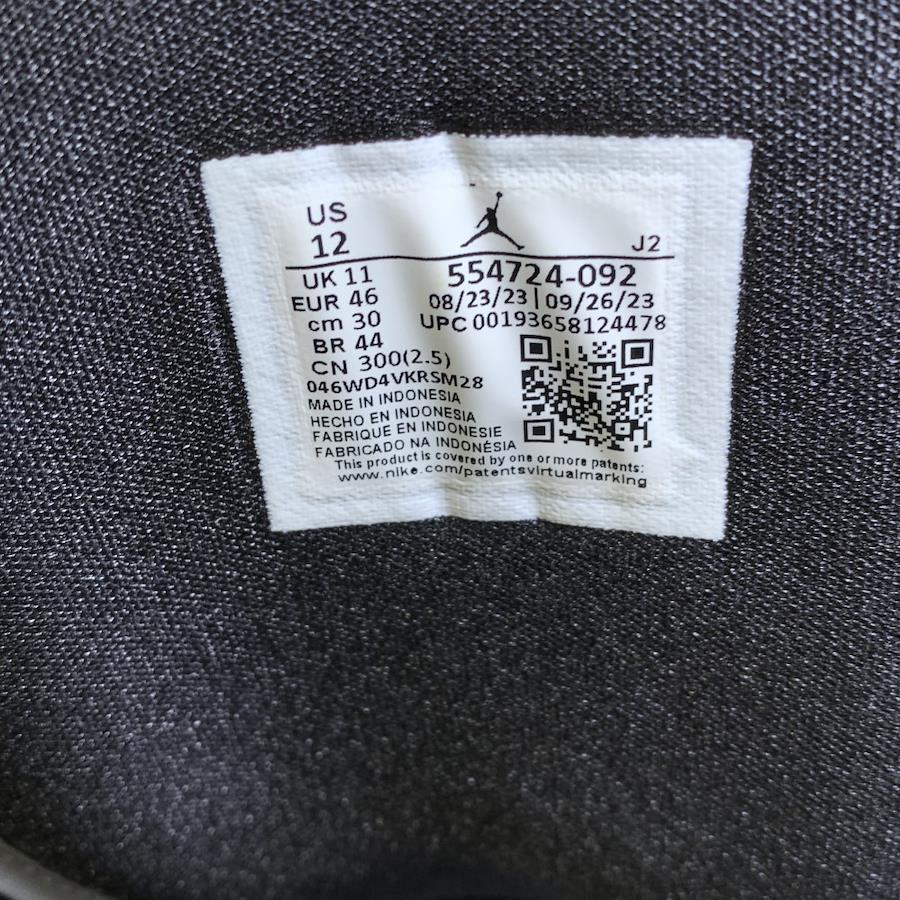 US
12
J2
UK 11
554724-092
EUR 46
08/23/23 | 09/26/23
cm 30
UPC 00193658124478
BR 44
CN 300(2.5)
046WD4VKRSM28
MADE IN INDONESIA
HECHO EN INDONESIA
FABRIQUE EN INDONESIE
FABRICADO NA INDONÉSIA
This product is covered by one or more patents:
www.nike.com/patentsvirtualmarking